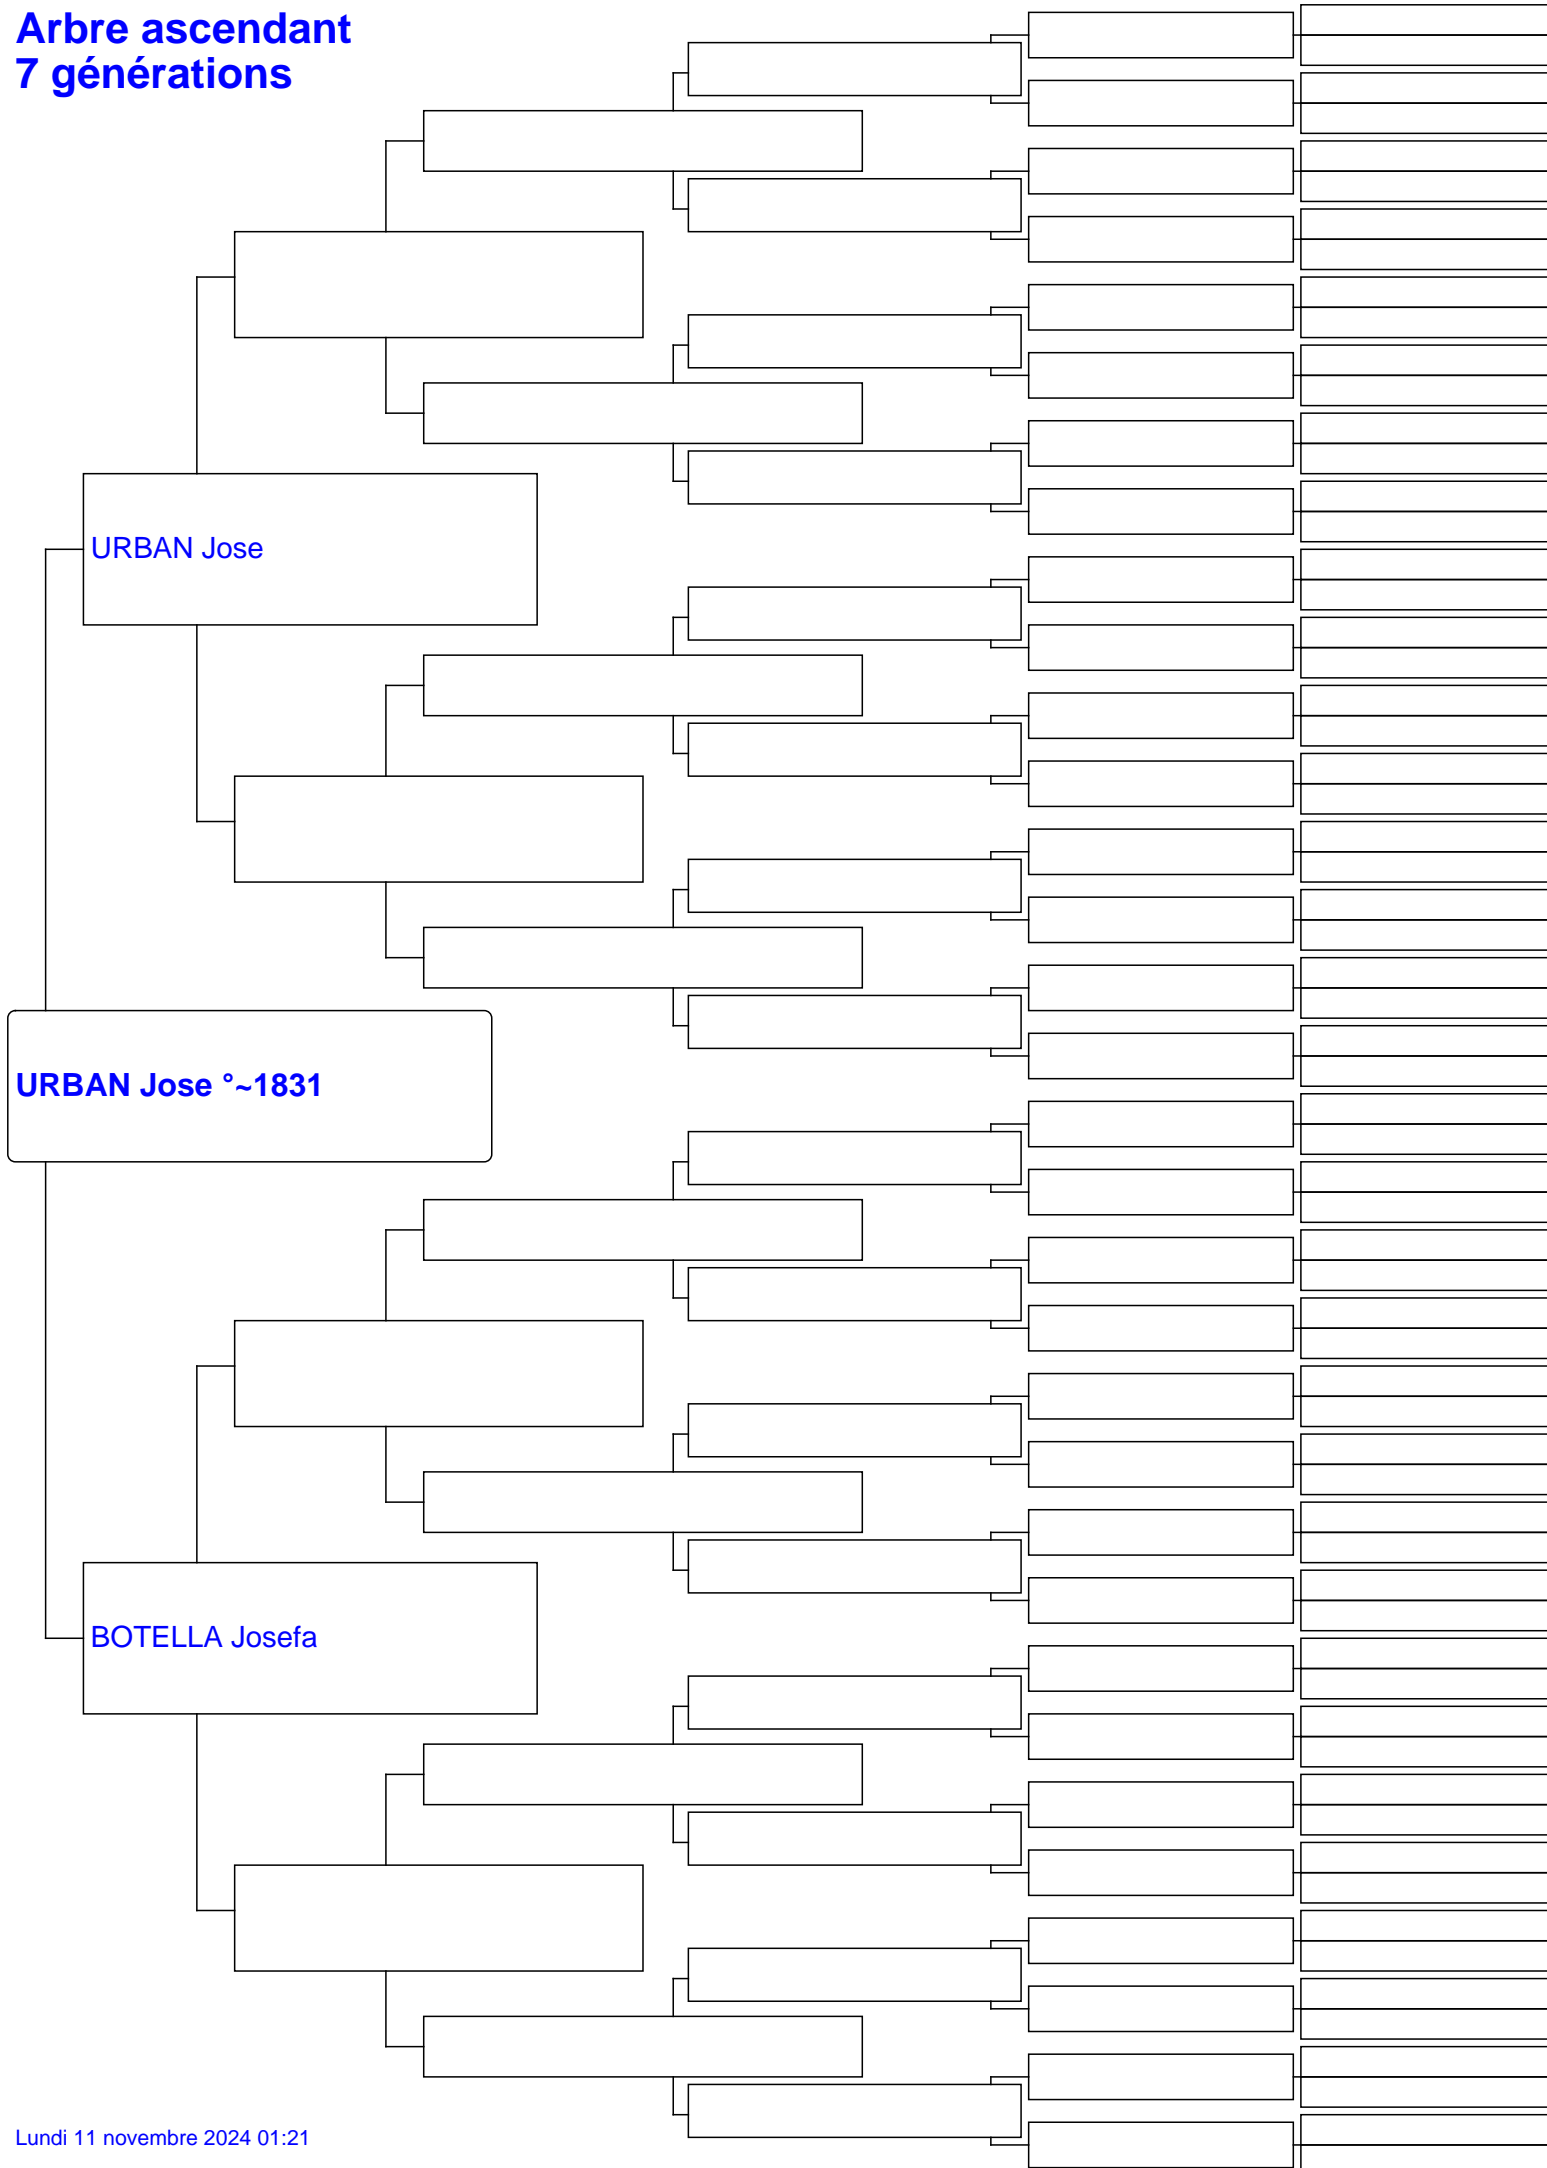 Arbre ascendant
7 générations
URBAN Jose
URBAN Jose °~1831
BOTELLA Josefa
Lundi 11 novembre 2024 01:21